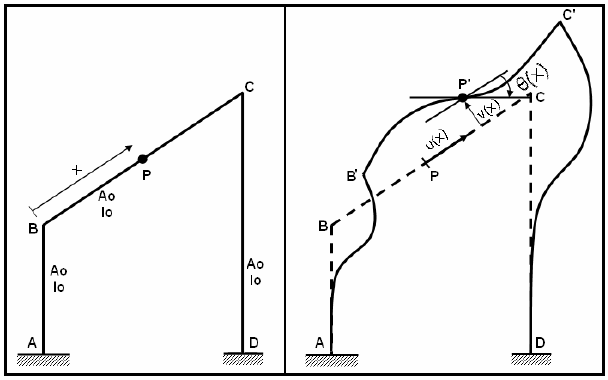 C
X
P
Ao
Io
B
Ao
Io
Ao
Io
A
D
C'
P'
θ(X)
v(X)
C
u(X)
B'
P
B
A
D